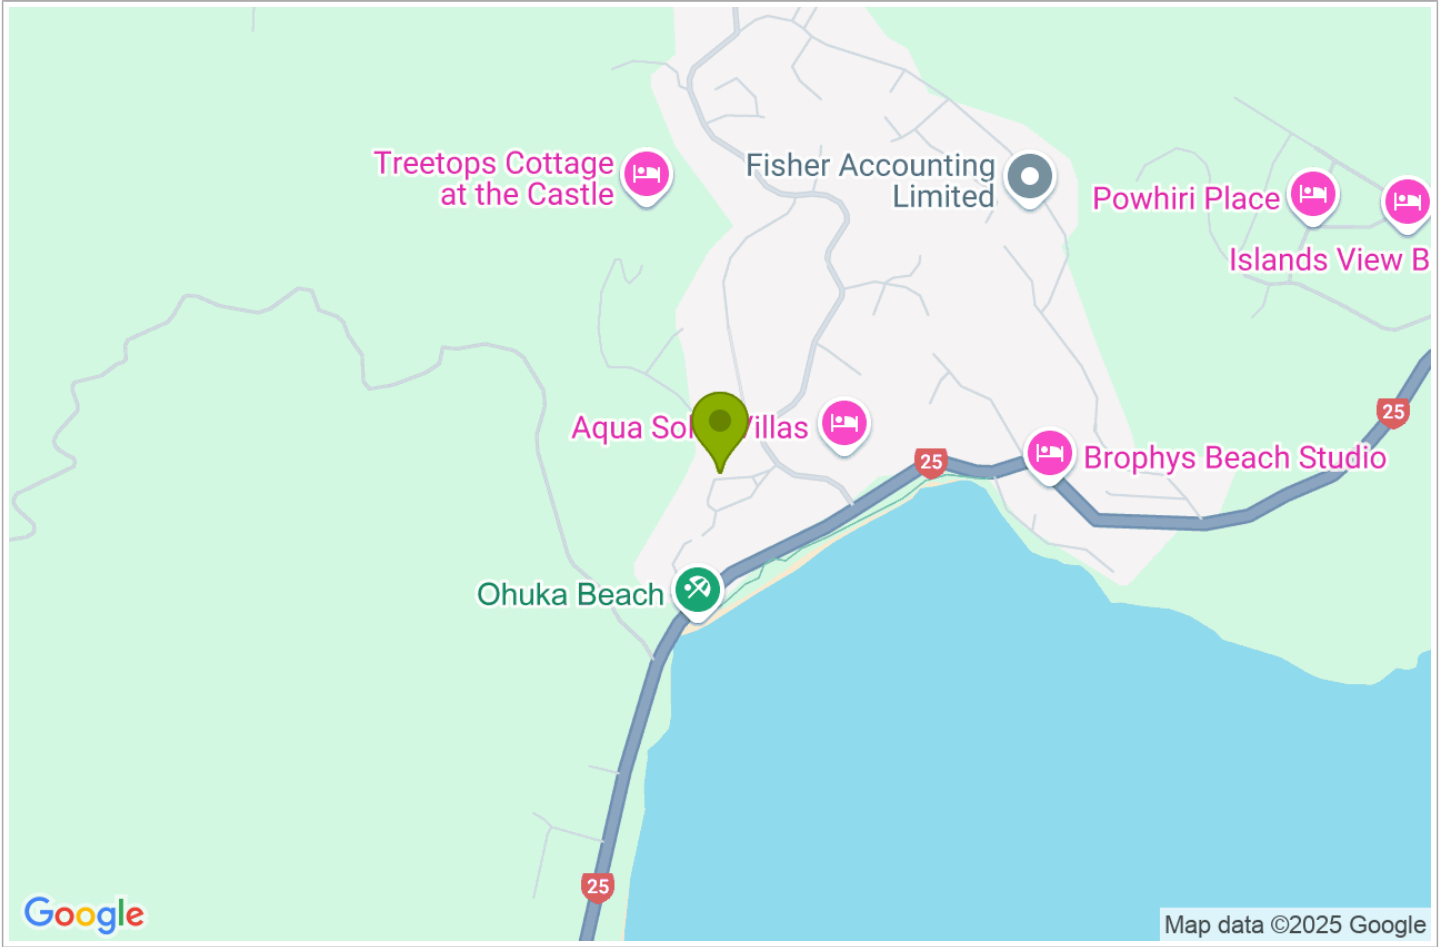 Treetops Cottage
at the Castle
Fisher Accounting
Limited
Powhiri Place
Islands View B
25
Aqua Sol Villas
25
Brophys Beach Studio
Ohuka Beach
25
Google
Map data ©2025 Google